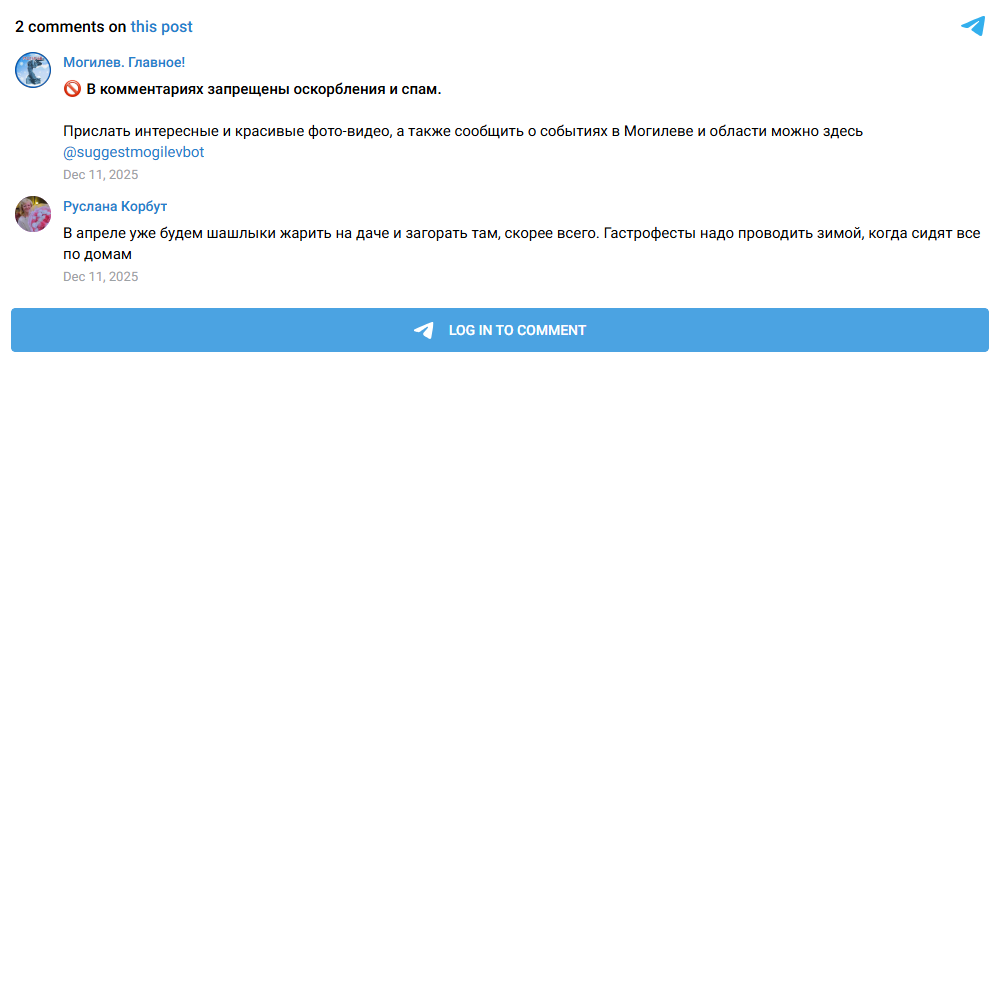 2 comments on this post
Могилев. Главное!
🚫 В комментариях запрещены оскорбления и спам.
Прислать интересные и красивые фото-видео, а также сообщить о событиях в Могилеве и области можно здесь
@suggestmogilevbot
Dec 11, 2025
Руслана Корбут
В апреле уже будем шашлыки жарить на даче и загорать там, скорее всего. Гастрофесты надо проводить зимой, когда сидят все
по домам
Dec 11, 2025
LOG IN TO COMMENT